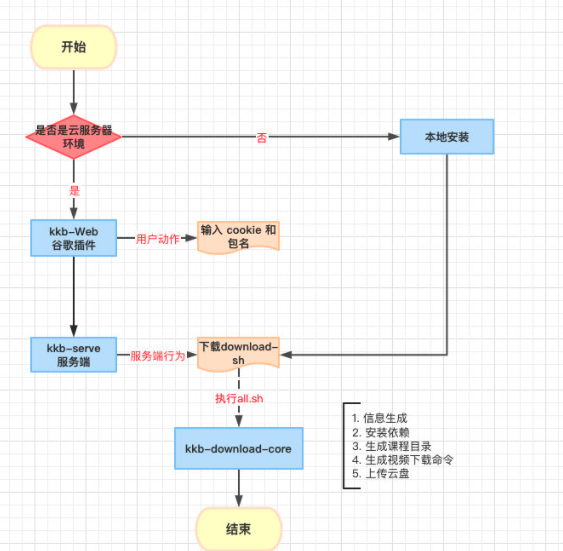 开始
是否是云服务器
环境
否
本地安装
是
kkb-Web
谷歌插件
用户动作
输入 cookie 和
包名
kkb-serve
服务端
服务端行为
下载download-
sh
执行all.sh
kkb-download-core
1. 信息生成
2. 安装依赖
3. 生成课程目录
4. 生成视频下载命令
5. 上传云盘
结束